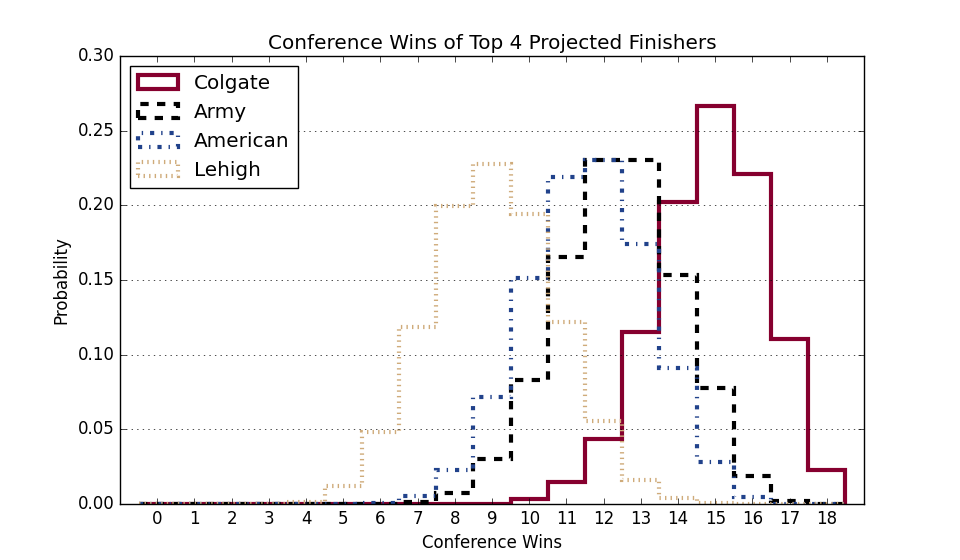 Conference Wins of Top 4 Projected Finishers
0.30
0.25
0.20
0.15
0.10
0.05
0.00
Probability
Colgate
Army
American
Lehigh
0 1 2 3 4 5 6 7 8 9 10 11 12 13 14 15 16 17 18
Conference Wins